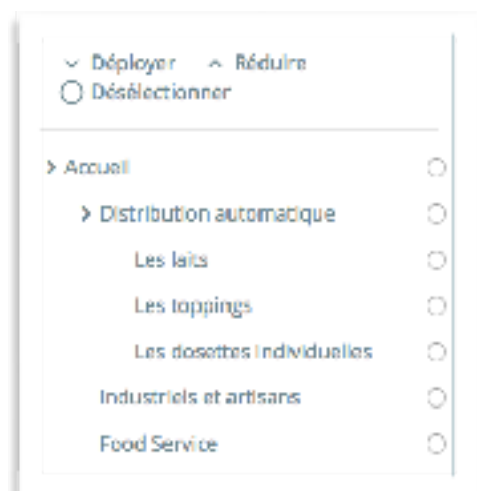 Déployer Réduire
Désélectionner
Accueil
Distribution automatique
Les laits
Les toppings
Les dosettes individuelles
Industriels et artisans
Food Service